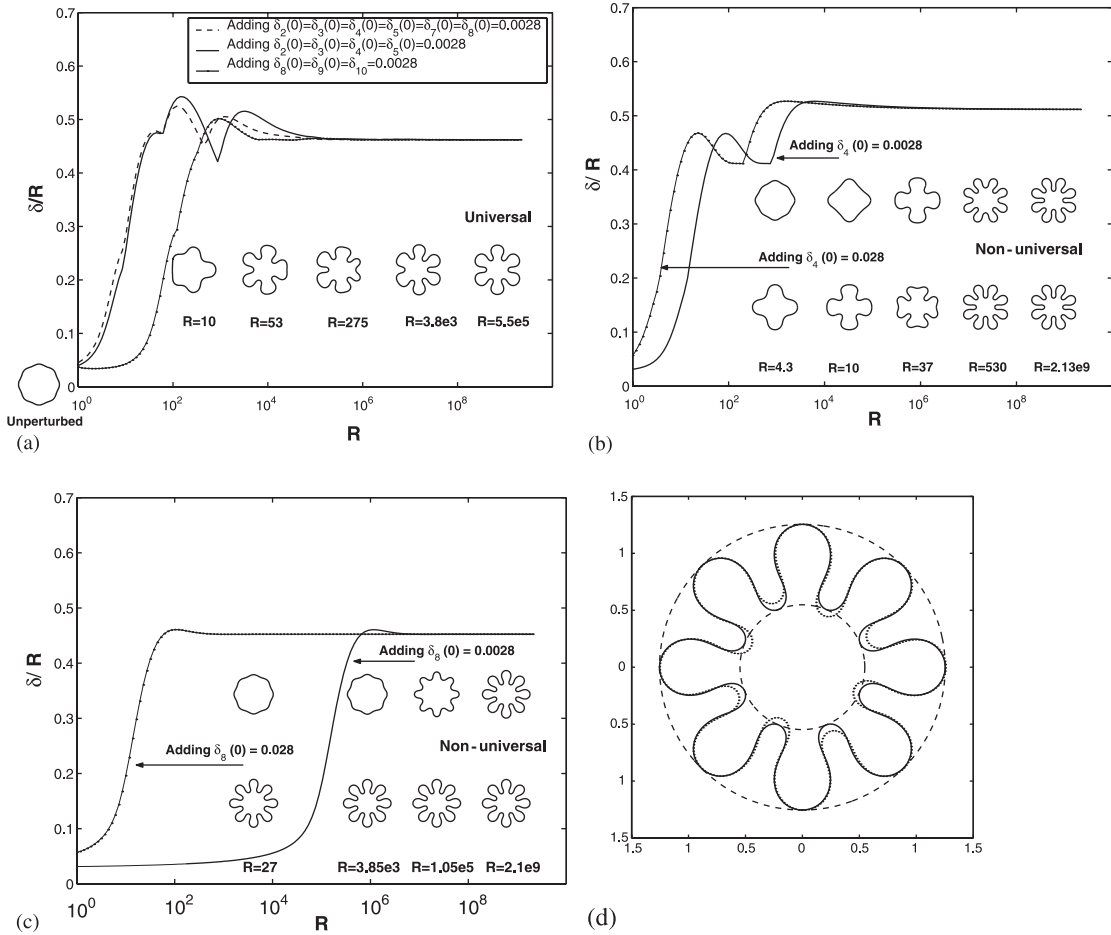 0.7
0.6
0.5
0.4
0.3
0.2
0.1
0
δ/R
Adding δ2(0)=δ3(0)=δ4(0)=δ5(0)=δ7(0)=δ8(0)=0.0028
Adding δ2(0)=δ3(0)=δ4(0)=δ5(0)=0.0028
Adding δ8(0)=δ9(0)=δ10=0.0028
Universal
R=10 R=53 R=275 R=3.8e3 R=5.5e5
Unperturbed
10^0 10^2 10^4 10^6 10^8
R
(a)
0.7
0.6
0.5
0.4
0.3
0.2
0.1
0
δ/ R
Adding δ4 (0) = 0.0028
Non-universal
Adding δ4 (0) = 0.028
R=4.3 R=10 R=37 R=530 R=2.13e9
10^0 10^2 10^4 10^6 10^8
R
(b)
0.7
0.6
0.5
0.4
0.3
0.2
0.1
0
δ/ R
Adding δ8 (0) = 0.0028
Non-universal
Adding δ8 (0) = 0.028
R=27 R=3.85e3 R=1.05e5 R=2.1e9
10^0 10^2 10^4 10^6 10^8
R
(c)
1.5
1
0.5
0
0.5
1
1.5
1.5 1 0.5 0 0.5 1 1.5
(d)